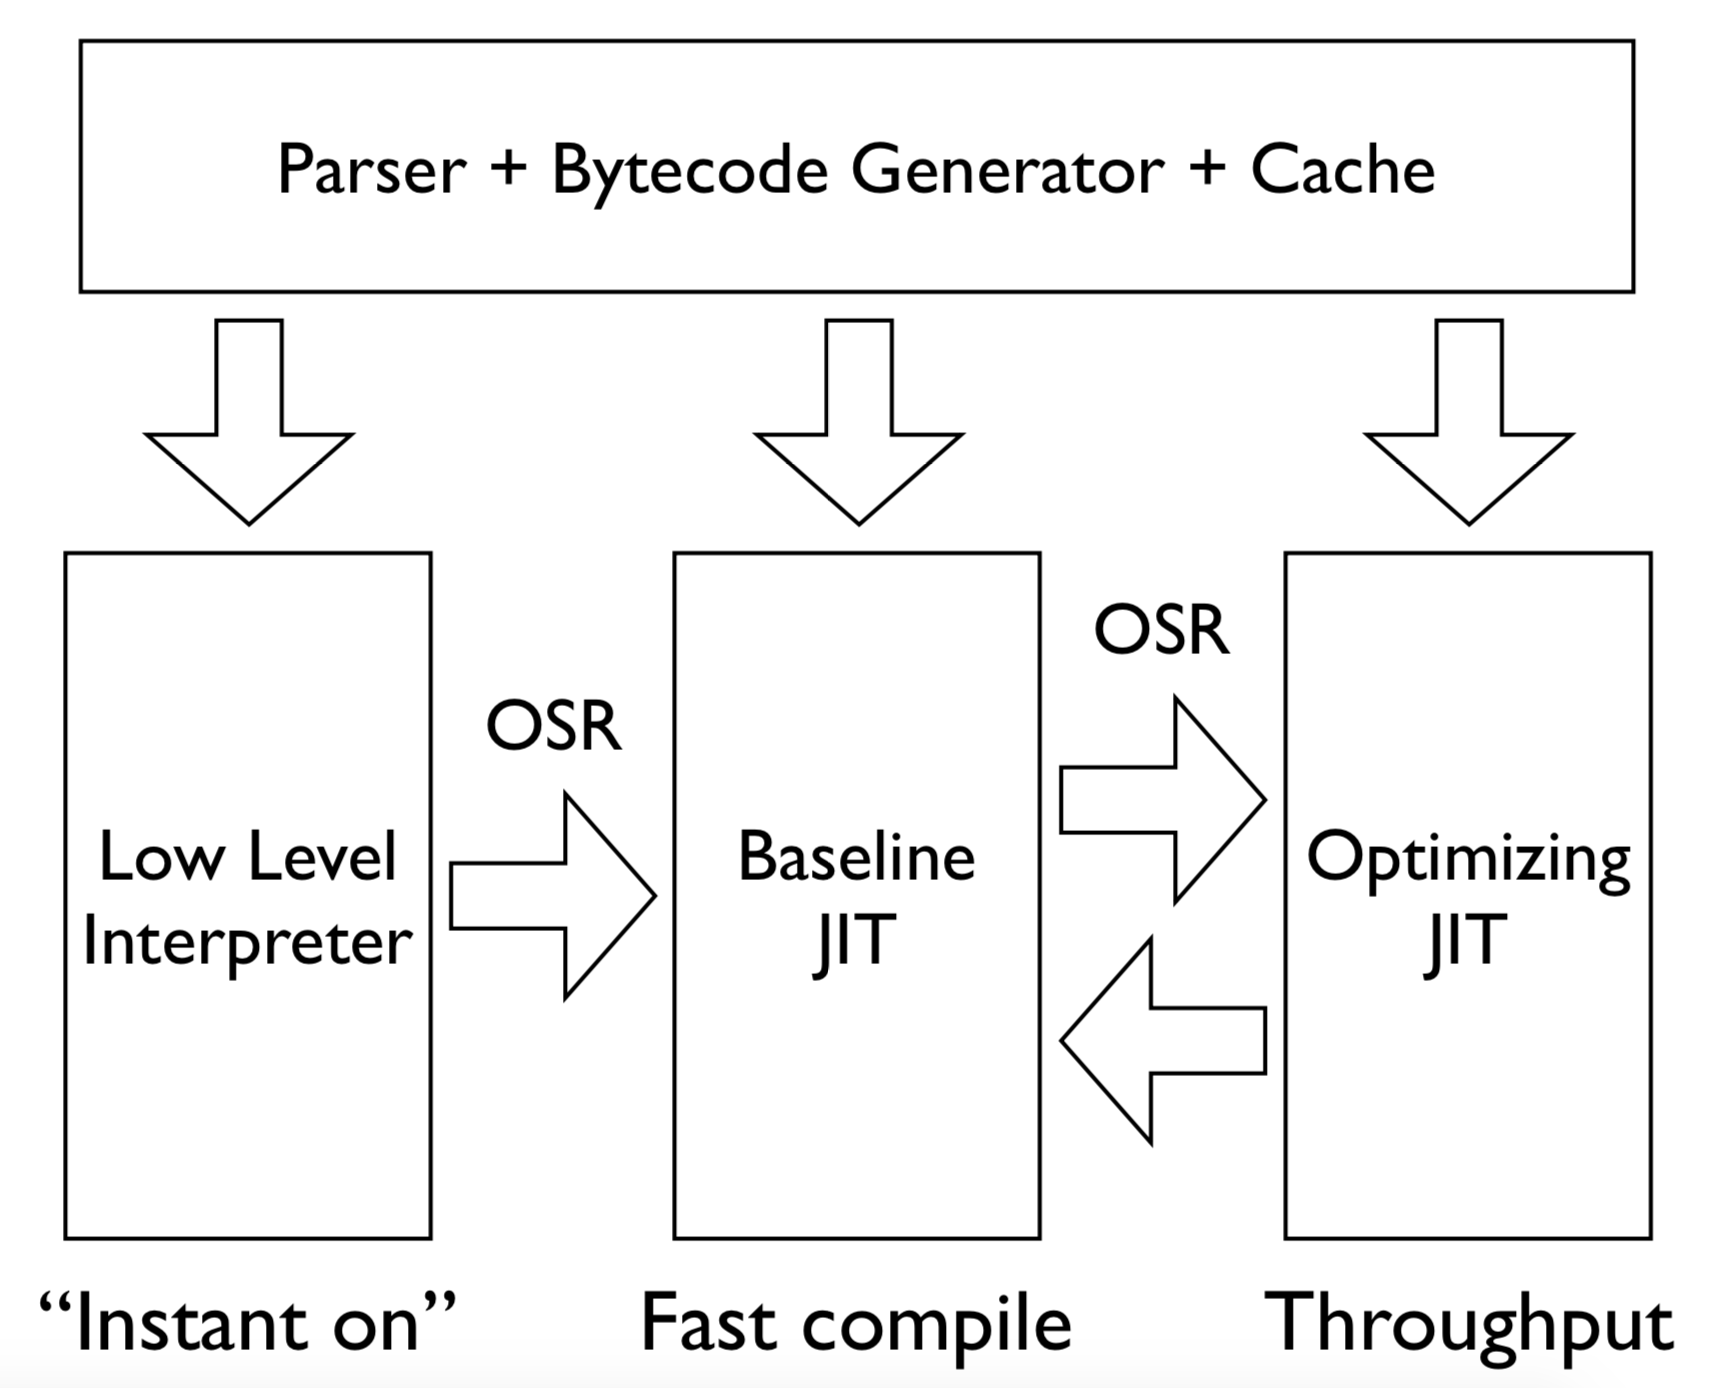 Parser + Bytecode Generator + Cache
OSR
OSR
Low Level
Interpreter
Baseline
JIT
Optimizing
JIT
“Instant on”
Fast compile
Throughput